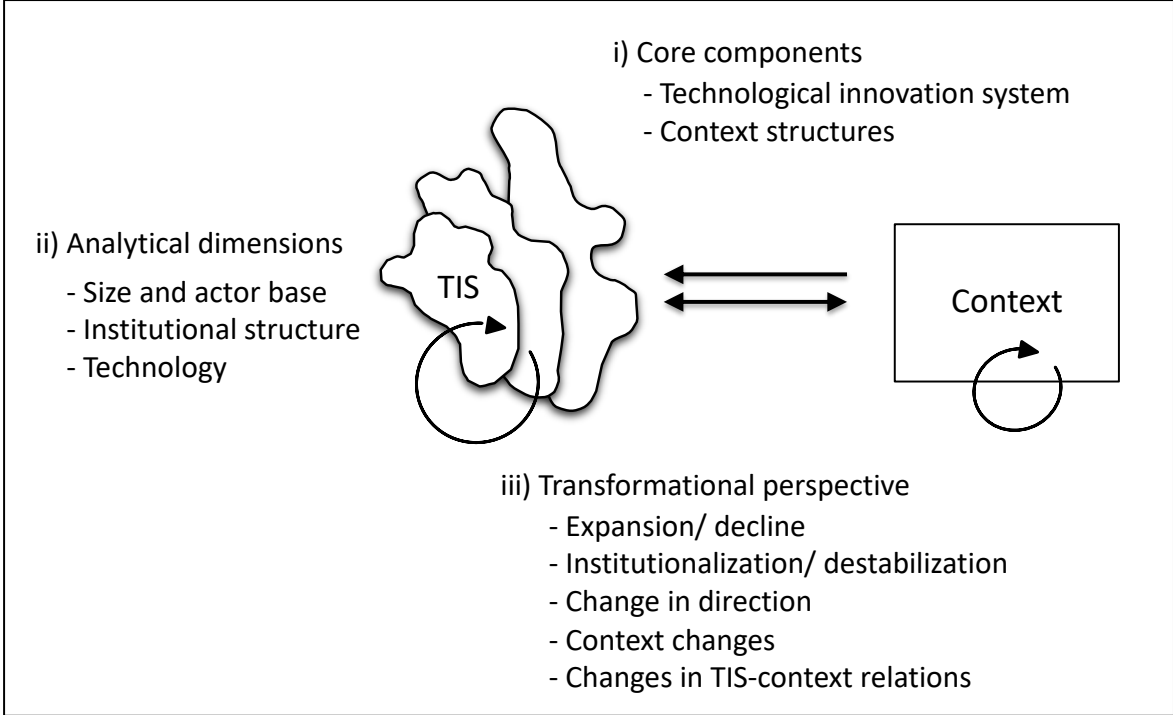 i) Core components
- Technological innovation system
- Context structures
ii) Analytical dimensions
- Size and actor base
- Institutional structure
- Technology
TIS
Context
iii) Transformational perspective
- Expansion/ decline
- Institutionalization/ destabilization
- Change in direction
- Context changes
- Changes in TIS-context relations